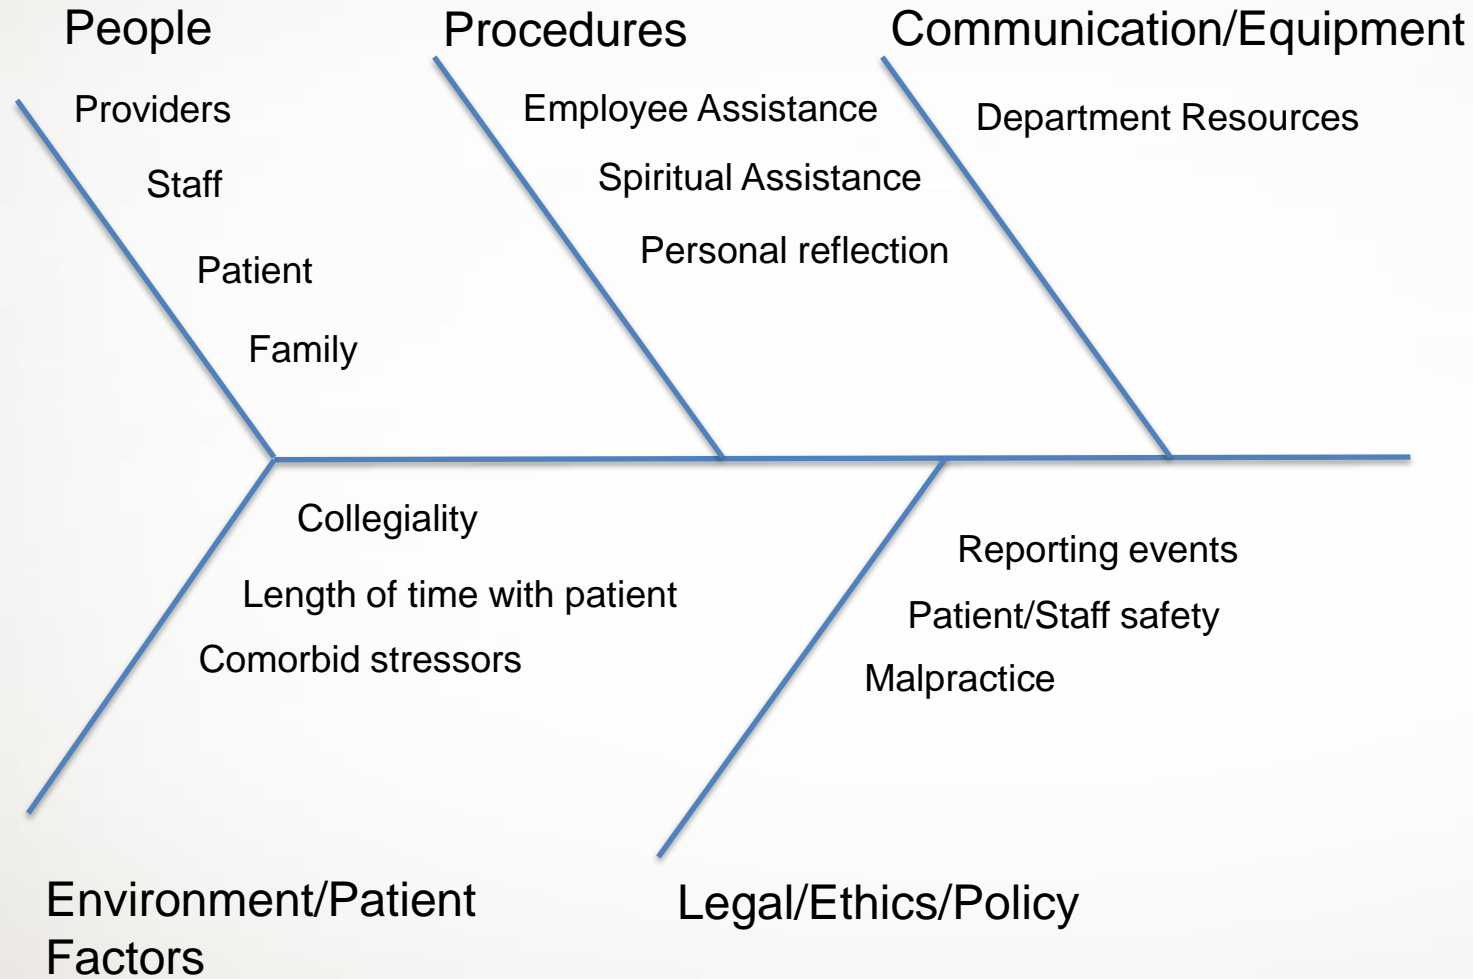 People
Procedures
Communication/Equipment
Providers
Staff
Patient
Family
Employee Assistance
Spiritual Assistance
Personal reflection
Department Resources
Collegiality
Length of time with patient
Comorbid stressors
Reporting events
Patient/Staff safety
Malpractice
Environment/Patient
Factors
Legal/Ethics/Policy